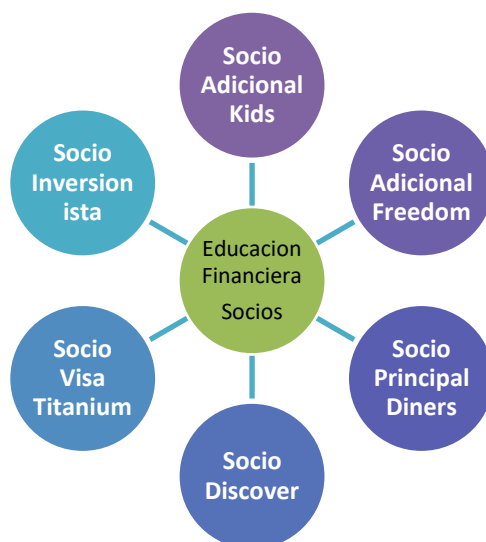 Socio
Adicional
Kids
Socio
Adicional
Freedom
Socio
Principal
Diners
Socio
Discover
Socio
Visa
Titanium
Socio
Inversion
ista
Educacion
Financiera
Socios